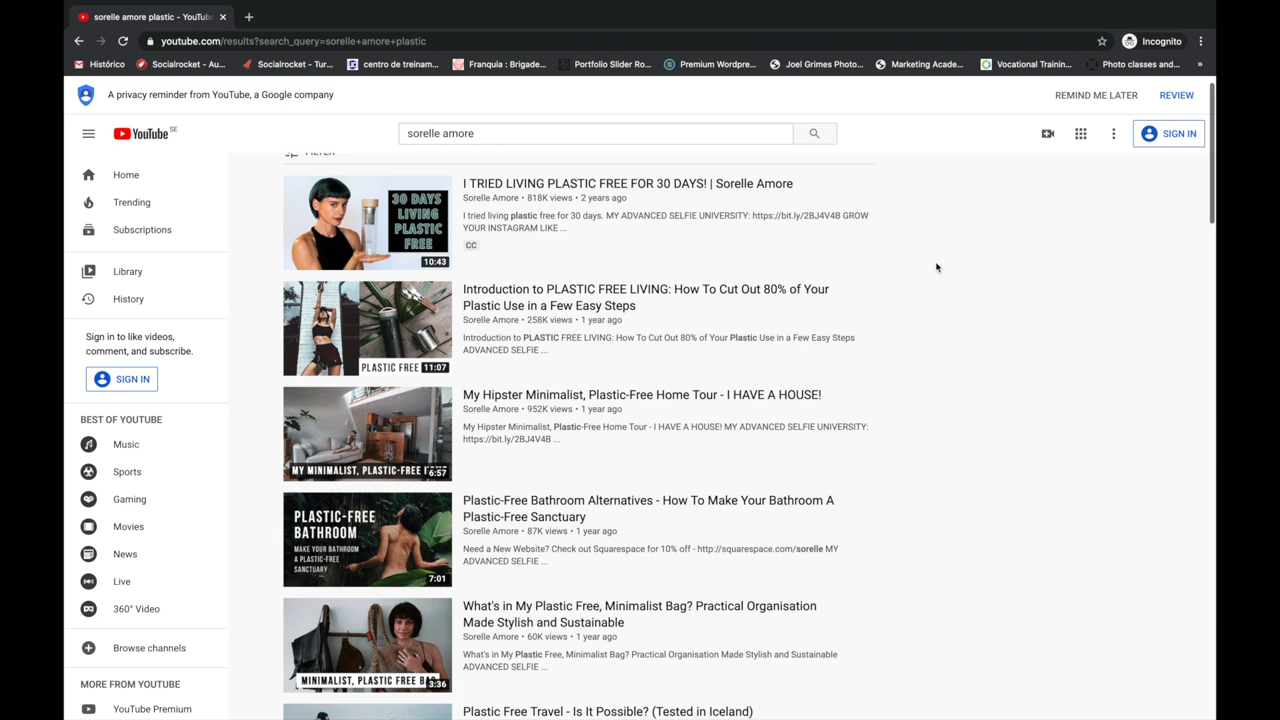 sorelle amore plastic - YouTube
youtube.com/results?search_query=sorelle+amore+plastic
Incognito
Histórico
Socialrocket - Au...
Socialrocket - Tur...
centro de treinam...
Franquia : Brigade...
Portfolio Slider Ro...
Premium Wordpre...
Joel Grimes Photo...
Marketing Acade...
Vocational Trainin...
Photo classes and...
»
A privacy reminder from YouTube, a Google company
REMIND ME LATER
REVIEW
YouTube SE
sorelle amore
SIGN IN
Home
Trending
Subscriptions
Library
History
Sign in to like videos,
comment, and subscribe.
SIGN IN
BEST OF YOUTUBE
Music
Sports
Gaming
Movies
News
Live
360° Video
Browse channels
MORE FROM YOUTUBE
YouTube Premium
FILTER
30 DAYS
LIVING
PLASTIC
FREE
10:43
I TRIED LIVING PLASTIC FREE FOR 30 DAYS! | Sorelle Amore
Sorelle Amore • 818K views • 2 years ago
I tried living plastic free for 30 days. MY ADVANCED SELFIE UNIVERSITY: https://bit.ly/2BJ4V4B GROW
YOUR INSTAGRAM LIKE ...
CC
PLASTIC FREE
11:07
Introduction to PLASTIC FREE LIVING: How To Cut Out 80% of Your
Plastic Use in a Few Easy Steps
Sorelle Amore • 258K views • 1 year ago
Introduction to PLASTIC FREE LIVING: How To Cut Out 80% of Your Plastic Use in a Few Easy Steps
ADVANCED SELFIE ...
MY MINIMALIST, PLASTIC-FREE
6:57
My Hipster Minimalist, Plastic-Free Home Tour - I HAVE A HOUSE!
Sorelle Amore • 952K views • 1 year ago
My Hipster Minimalist, Plastic-Free Home Tour - I HAVE A HOUSE! MY ADVANCED SELFIE UNIVERSITY:
https://bit.ly/2BJ4V4B ...
PLASTIC-FREE
BATHROOM
MAKE YOUR BATHROOM
A PLASTIC-FREE
SANCTUARY
7:01
Plastic-Free Bathroom Alternatives - How To Make Your Bathroom A
Plastic-Free Sanctuary
Sorelle Amore • 87K views • 1 year ago
Need a New Website? Check out Squarespace for 10% off - http://squarespace.com/sorelle MY
ADVANCED SELFIE ...
MINIMALIST, PLASTIC FREE
3:36
What's in My Plastic Free, Minimalist Bag? Practical Organisation
Made Stylish and Sustainable
Sorelle Amore • 60K views • 1 year ago
What's in My Plastic Free, Minimalist Bag? Practical Organisation Made Stylish and Sustainable
ADVANCED SELFIE ...
Plastic Free Travel - Is It Possible? (Tested in Iceland)